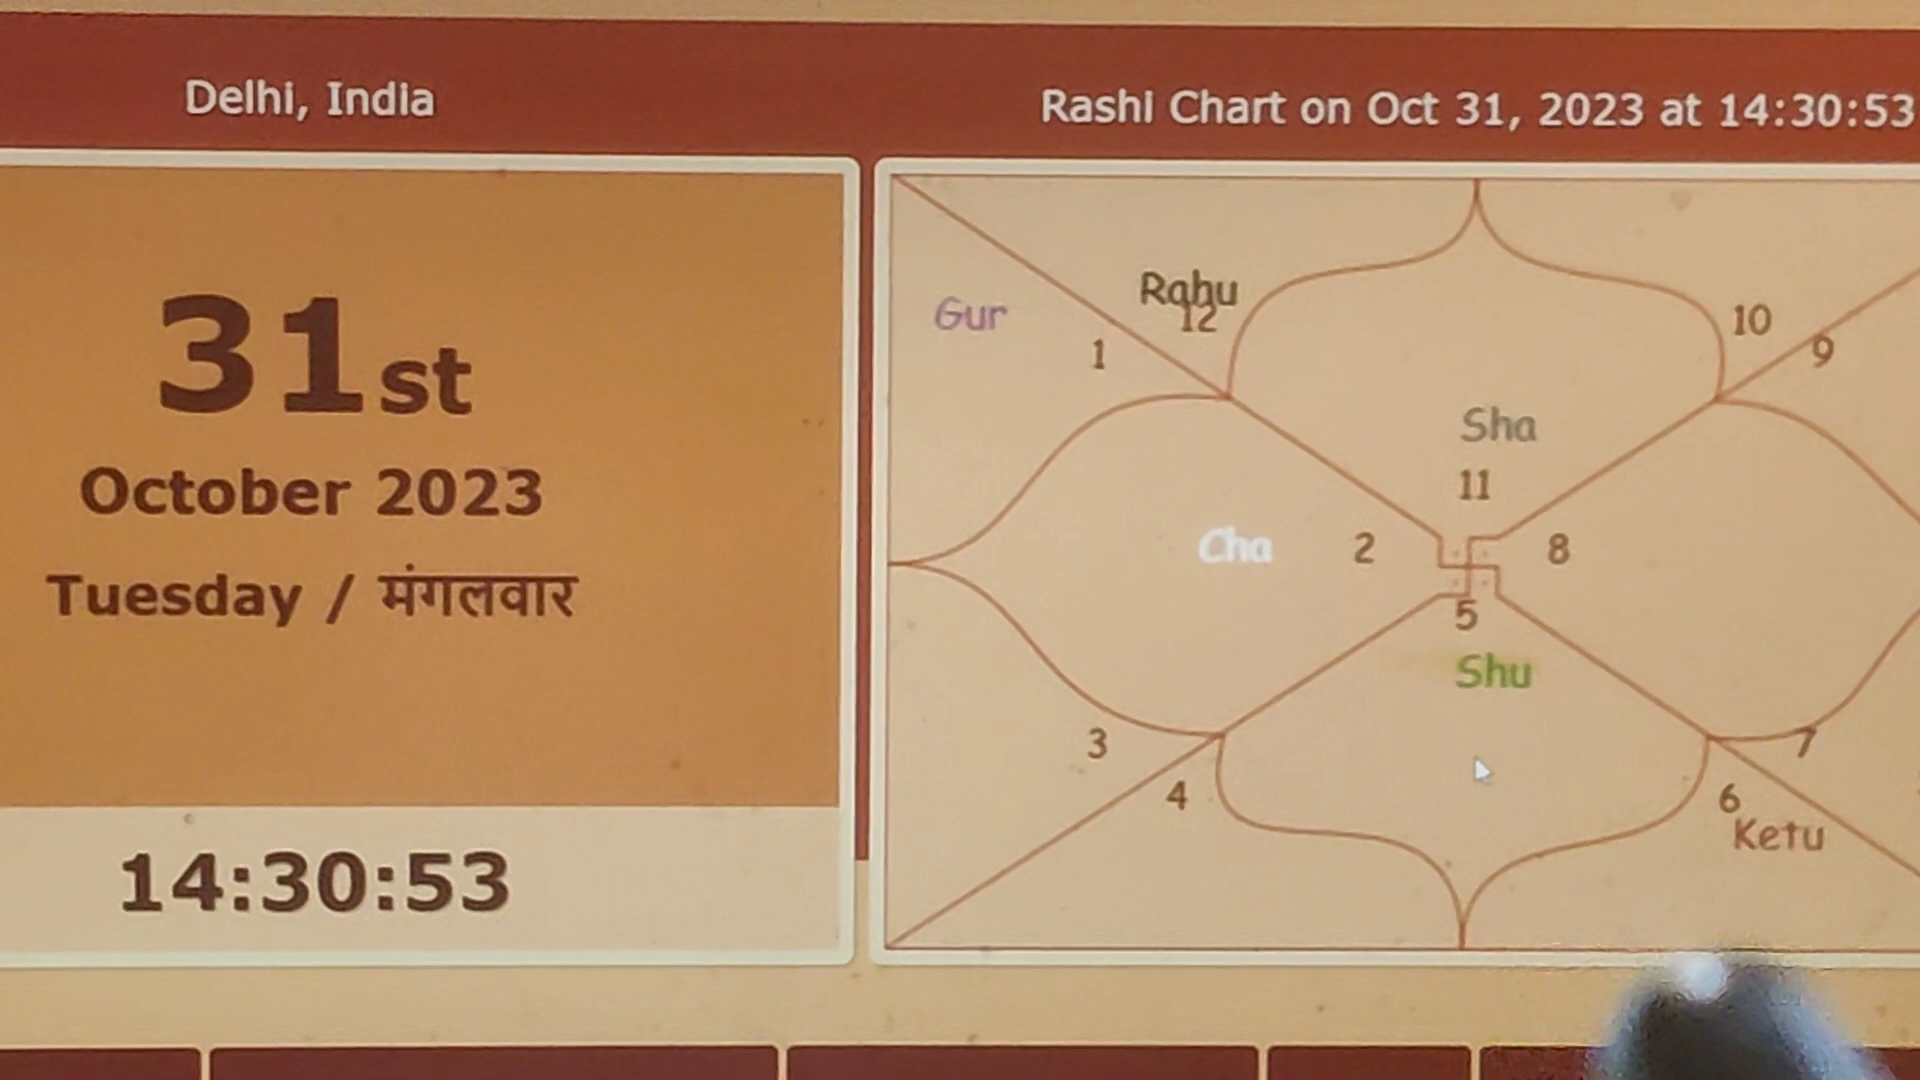 Delhi, India
31st
October 2023
Tuesday / मंगलवार
14:30:53
Rashi Chart on Oct 31, 2023 at 14:30:53
Rahu
Gur
12
10
1
9
Sha
11
Cha
2
8
5
Shu
3
7
4
6
Ketu